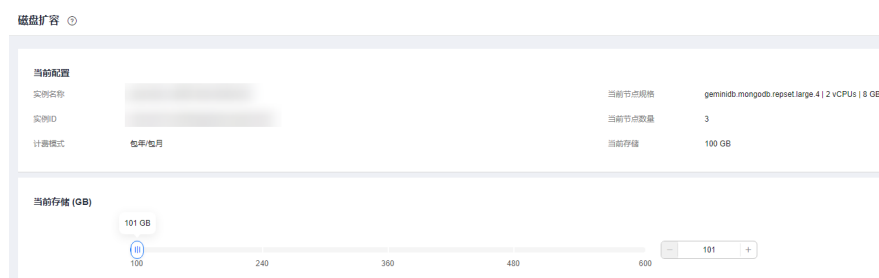 磁盘扩容 ?
当前配置
实例名称 当前节点规格 geminidb.mongodb.repset.large.4 | 2 vCPUs | 8 GB
实例ID 当前节点数量 3
计费模式 包年/包月 当前存储 100 GB
当前存储 (GB)
101 GB
− 101 +
100 240 360 480 600